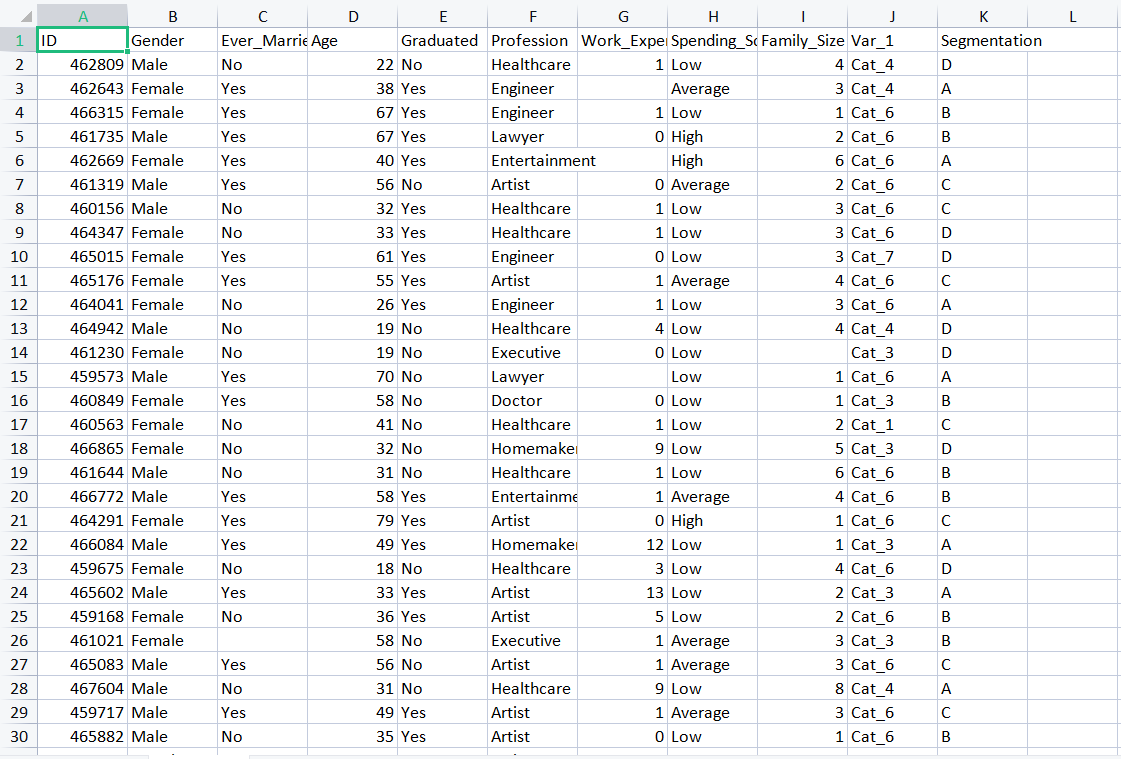 A B C D E F G H I J K L
1 ID Gender Ever_Marrie Age Graduated Profession Work_Exper Spending_Sc Family_Size Var_1 Segmentation
2 462809 Male No 22 No Healthcare 1 Low 4 Cat_4 D
3 462643 Female Yes 38 Yes Engineer Average 3 Cat_4 A
4 466315 Female Yes 67 Yes Engineer 1 Low 1 Cat_6 B
5 461735 Male Yes 67 Yes Lawyer 0 High 2 Cat_6 B
6 462669 Female Yes 40 Yes Entertainment High 6 Cat_6 A
7 461319 Male Yes 56 No Artist 0 Average 2 Cat_6 C
8 460156 Male No 32 Yes Healthcare 1 Low 3 Cat_6 C
9 464347 Female No 33 Yes Healthcare 1 Low 3 Cat_6 D
10 465015 Female Yes 61 Yes Engineer 0 Low 3 Cat_7 D
11 465176 Female Yes 55 Yes Artist 1 Average 4 Cat_6 C
12 464041 Female No 26 Yes Engineer 1 Low 3 Cat_6 A
13 464942 Male No 19 No Healthcare 4 Low 4 Cat_4 D
14 461230 Female No 19 No Executive 0 Low Cat_3 D
15 459573 Male Yes 70 No Lawyer Low 1 Cat_6 A
16 460849 Female Yes 58 No Doctor 0 Low 1 Cat_3 B
17 460563 Female No 41 No Healthcare 1 Low 2 Cat_1 C
18 466865 Female No 32 No Homemaker 9 Low 5 Cat_3 D
19 461644 Male No 31 No Healthcare 1 Low 6 Cat_6 B
20 466772 Male Yes 58 Yes Entertainme 1 Average 4 Cat_6 B
21 464291 Female Yes 79 Yes Artist 0 High 1 Cat_6 C
22 466084 Male Yes 49 Yes Homemaker 12 Low 1 Cat_3 A
23 459675 Female No 18 No Healthcare 3 Low 4 Cat_6 D
24 465602 Male Yes 33 Yes Artist 13 Low 2 Cat_3 A
25 459168 Female No 36 Yes Artist 5 Low 2 Cat_6 B
26 461021 Female 58 No Executive 1 Average 3 Cat_3 B
27 465083 Male Yes 56 No Artist 1 Average 3 Cat_6 C
28 467604 Male No 31 No Healthcare 9 Low 8 Cat_4 A
29 459717 Male Yes 49 Yes Artist 1 Average 3 Cat_6 C
30 465882 Male No 35 Yes Artist 0 Low 1 Cat_6 B